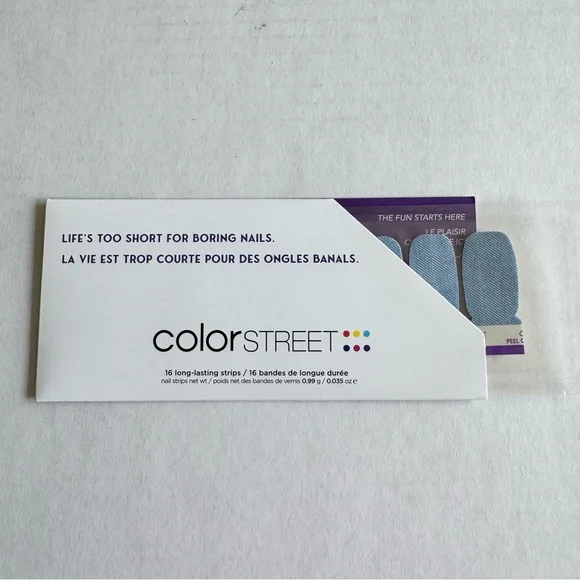 LIFE'S TOO SHORT FOR BORING NAILS.
LA VIE EST TROP COURTE POUR DES ONGLES BANALS.
THE FUN STARTS HERE
LE PLAISIR
colorSTREET
16 long-lasting strips / 16 bandes de longue durée
nail strips net wt / poids net des bandes de vernis 0.99 g / 0.035 oz e
PEEL